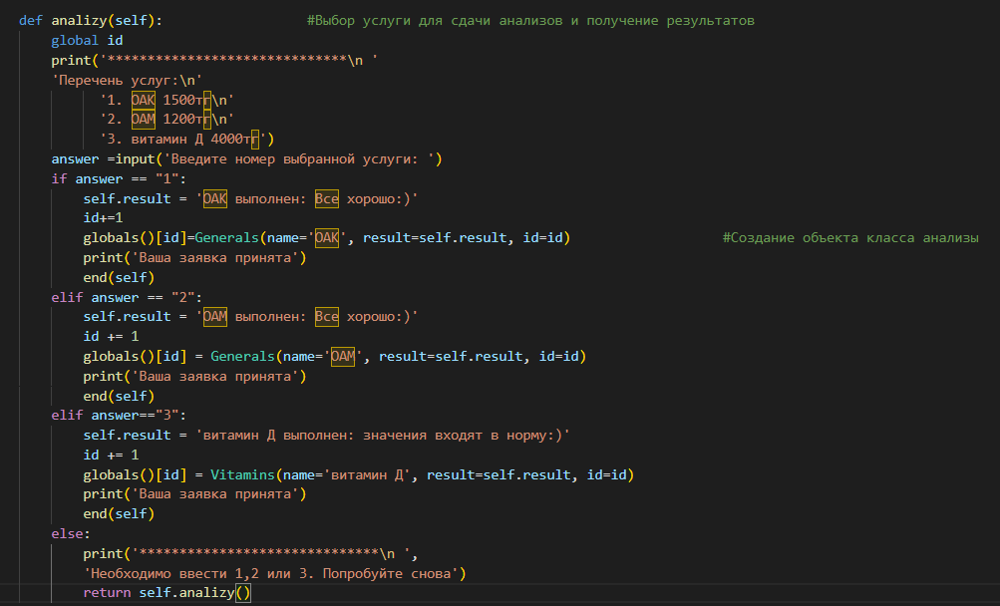 def analizy(self):                  #Выбор услуги для сдачи анализов и получение результатов
    global id
    print('******************************\n '
    'Перечень услуг:\n'
          '1. ОАК 1500тг\n'
          '2. ОАМ 1200тг\n'
          '3. витамин Д 4000тг')
    answer =input('Введите номер выбранной услуги: ')
    if answer == "1":
        self.result = 'ОАК выполнен: Все хорошо:)'
        id+=1
        globals()[id]=Generals(name='ОАК', result=self.result, id=id)                   #Создание объекта класса анализы
        print('Ваша заявка принята')
        end(self)
    elif answer == "2":
        self.result = 'ОАМ выполнен: Все хорошо:)'
        id += 1
        globals()[id] = Generals(name='ОАМ', result=self.result, id=id)
        print('Ваша заявка принята')
        end(self)
    elif answer=="3":
        self.result = 'витамин Д выполнен: значения входят в норму:)'
        id += 1
        globals()[id] = Vitamins(name='витамин Д', result=self.result, id=id)
        print('Ваша заявка принята')
        end(self)
    else:
        print('******************************\n ',
        'Необходимо ввести 1,2 или 3. Попробуйте снова')
        return self.analizy()